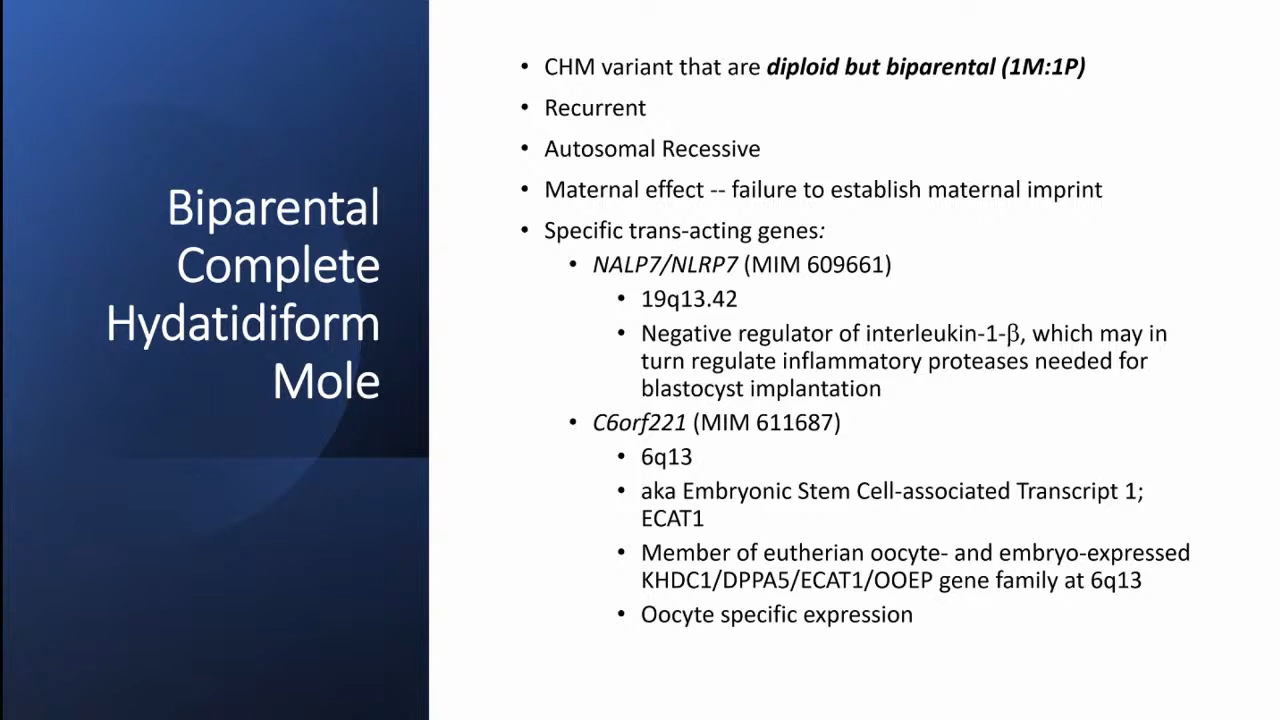 Biparental
Complete
Hydatidiform
Mole
• CHM variant that are diploid but biparental (1M:1P)
• Recurrent
• Autosomal Recessive
• Maternal effect -- failure to establish maternal imprint
• Specific trans-acting genes:
• NALP7/NLRP7 (MIM 609661)
• 19q13.42
• Negative regulator of interleukin-1-β, which may in
turn regulate inflammatory proteases needed for
blastocyst implantation
• C6orf221 (MIM 611687)
• 6q13
• aka Embryonic Stem Cell-associated Transcript 1;
ECAT1
• Member of eutherian oocyte- and embryo-expressed
KHDC1/DPPA5/ECAT1/OOEP gene family at 6q13
• Oocyte specific expression